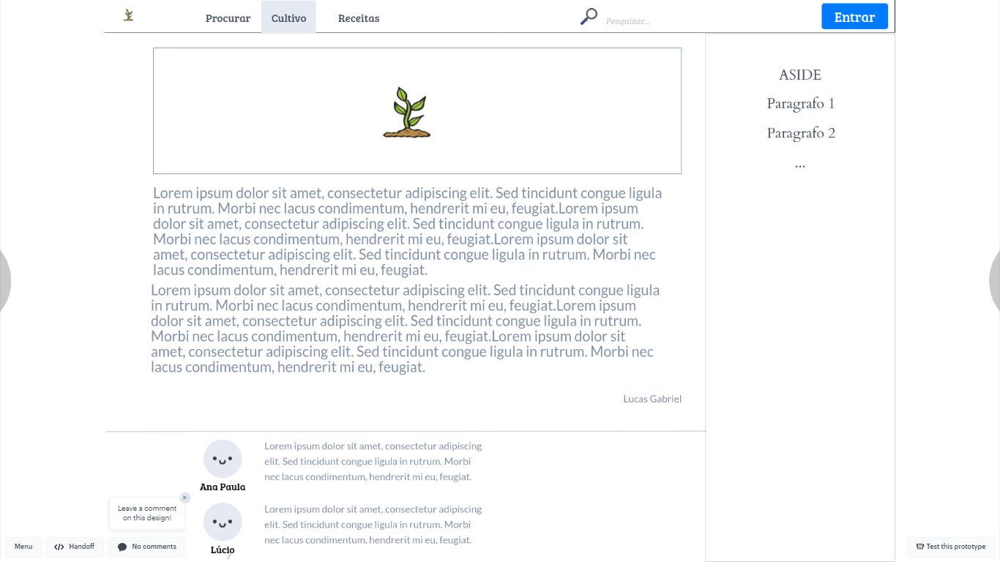 Procurar Cultivo Receitas Pesquisar... Entrar
Lorem ipsum dolor sit amet, consectetur adipiscing elit. Sed tincidunt congue ligula
in rutrum. Morbi nec lacus condimentum, hendrerit mi eu, feugiat.Lorem ipsum
dolor sit amet, consectetur adipiscing elit. Sed tincidunt congue ligula in rutrum.
Morbi nec lacus condimentum, hendrerit mi eu, feugiat.Lorem ipsum dolor sit
amet, consectetur adipiscing elit. Sed tincidunt congue ligula in rutrum. Morbi nec
lacus condimentum, hendrerit mi eu, feugiat.
Lorem ipsum dolor sit amet, consectetur adipiscing elit. Sed tincidunt congue ligula
in rutrum. Morbi nec lacus condimentum, hendrerit mi eu, feugiat.Lorem ipsum
dolor sit amet, consectetur adipiscing elit. Sed tincidunt congue ligula in rutrum.
Morbi nec lacus condimentum, hendrerit mi eu, feugiat.Lorem ipsum dolor sit
amet, consectetur adipiscing elit. Sed tincidunt congue ligula in rutrum. Morbi nec
lacus condimentum, hendrerit mi eu, feugiat.
Lucas Gabriel
ASIDE
Paragrafo 1
Paragrafo 2
...
Lorem ipsum dolor sit amet, consectetur adipiscing
elit. Sed tincidunt congue ligula in rutrum. Morbi
nec lacus condimentum, hendrerit mi eu, feugiat.
Ana Paula
Lorem ipsum dolor sit amet, consectetur adipiscing
elit. Sed tincidunt congue ligula in rutrum. Morbi
nec lacus condimentum, hendrerit mi eu, feugiat.
Lúcio
Leave a comment
on this design!
Menu </> Handoff No comments Test this prototype